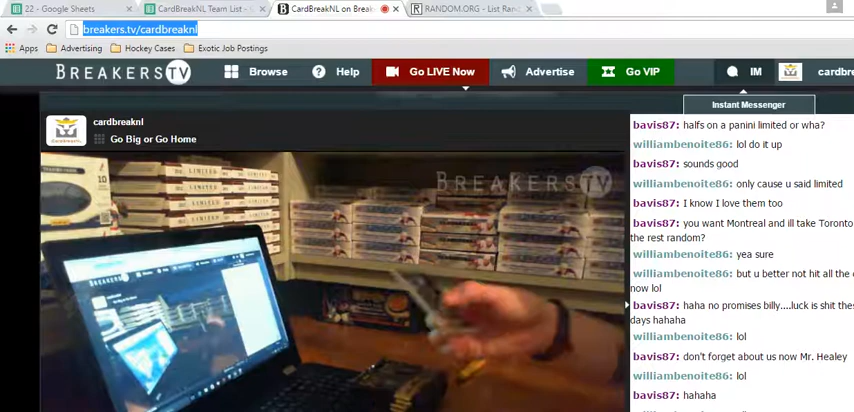 22 - Google Sheets
CardBreakNL Team List -
CardBreakNL on Break
RANDOM.ORG - List Ran
breakers.tv/cardbreaknl
Apps Advertising Hockey Cases Exotic Job Postings
BREAKERSTV Browse Help Go LIVE Now Advertise Go VIP IM cardbre
Instant Messenger
cardbreaknl
Go Big or Go Home
BREAKERSTV
LIMITED
bavis87: halfs on a panini limited or wha?
williambenoite86: lol do it up
bavis87: sounds good
williambenoite86: only cause u said limited
bavis87: I know I love them too
bavis87: you want Montreal and ill take Toronto
the rest random?
williambenoite86: yea sure
williambenoite86: but u better not hit all the
now lol
bavis87: haha no promises billy....luck is shit thes
days hahaha
williambenoite86: lol
bavis87: don't forget about us now Mr. Healey
williambenoite86: lol
bavis87: hahaha